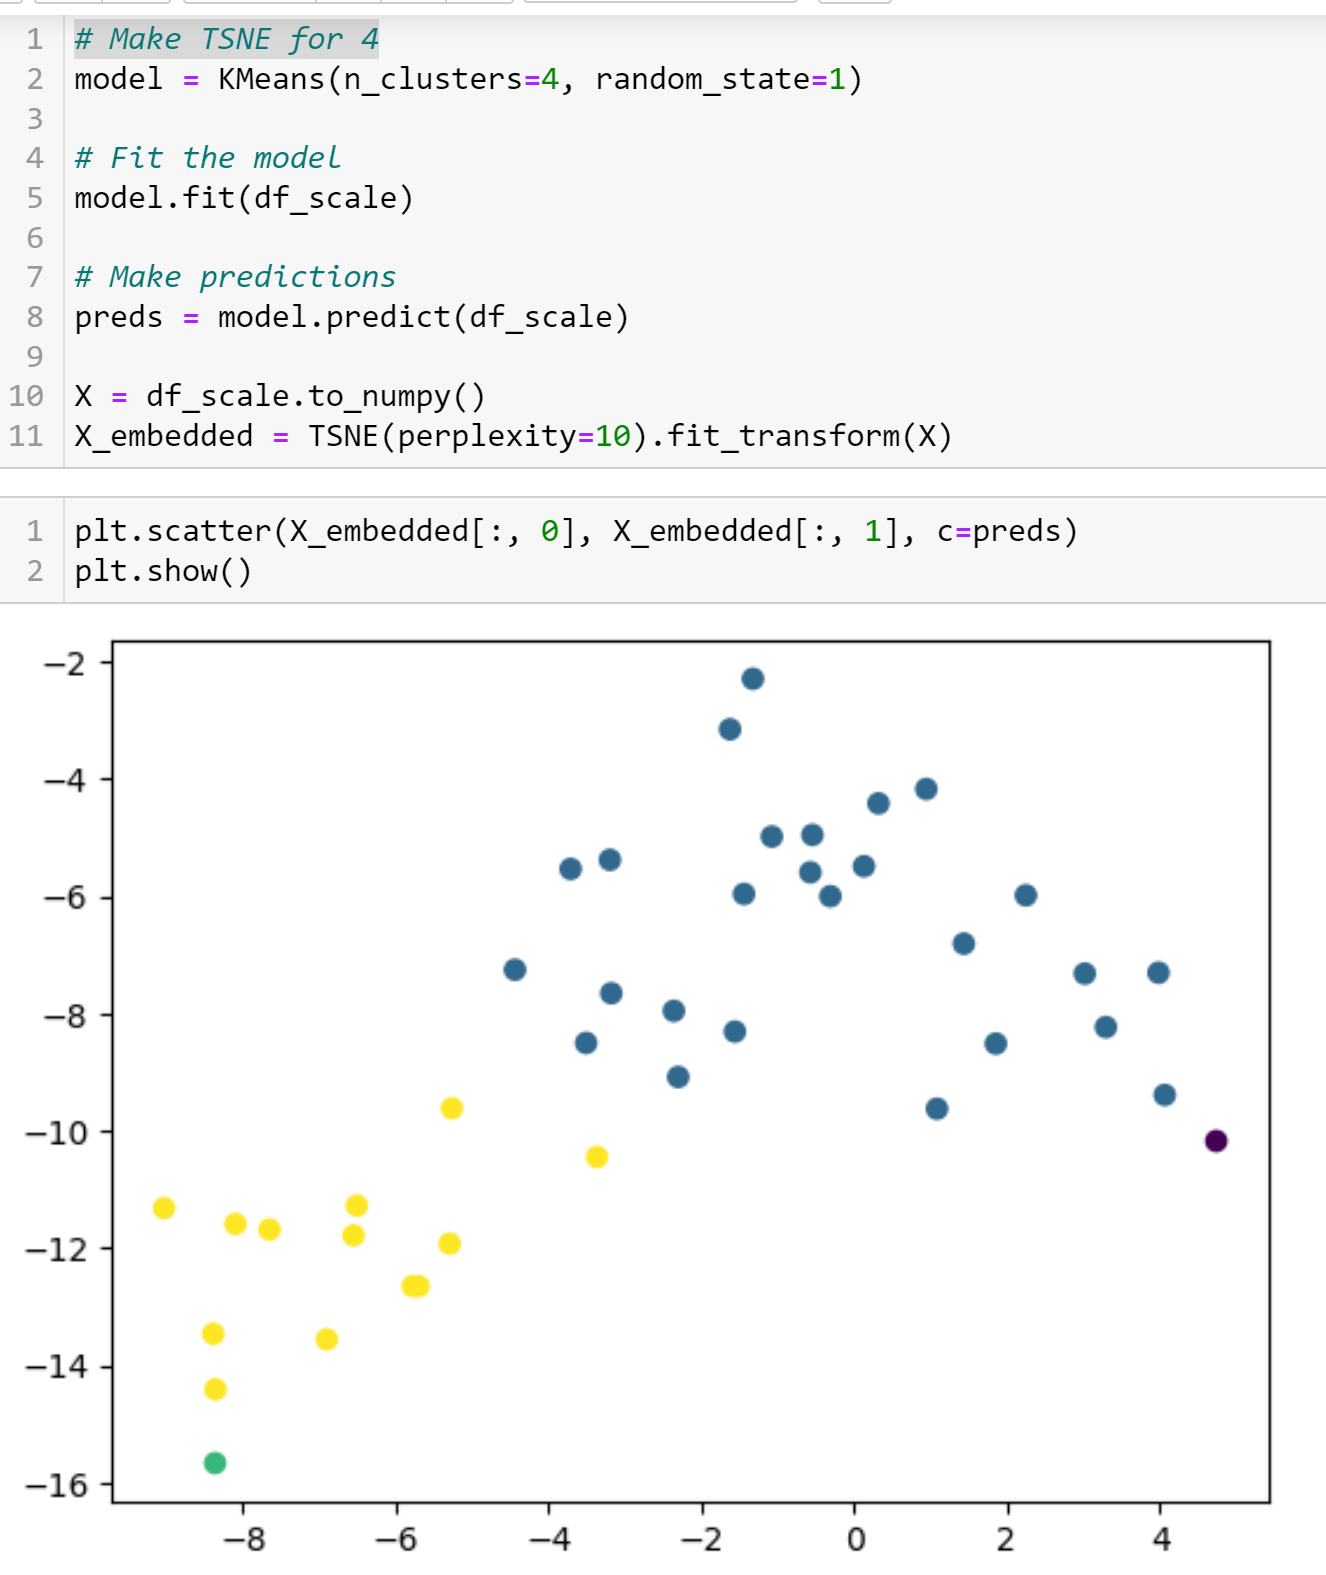 1 # Make TSNE for 4
2 model = KMeans(n_clusters=4, random_state=1)
3
4 # Fit the model
5 model.fit(df_scale)
6
7 # Make predictions
8 preds = model.predict(df_scale)
9
10 X = df_scale.to_numpy()
11 X_embedded = TSNE(perplexity=10).fit_transform(X)
1 plt.scatter(X_embedded[:, 0], X_embedded[:, 1], c=preds)
2 plt.show()
−2
−4
−6
−8
−10
−12
−14
−16
−8 −6 −4 −2 0 2 4